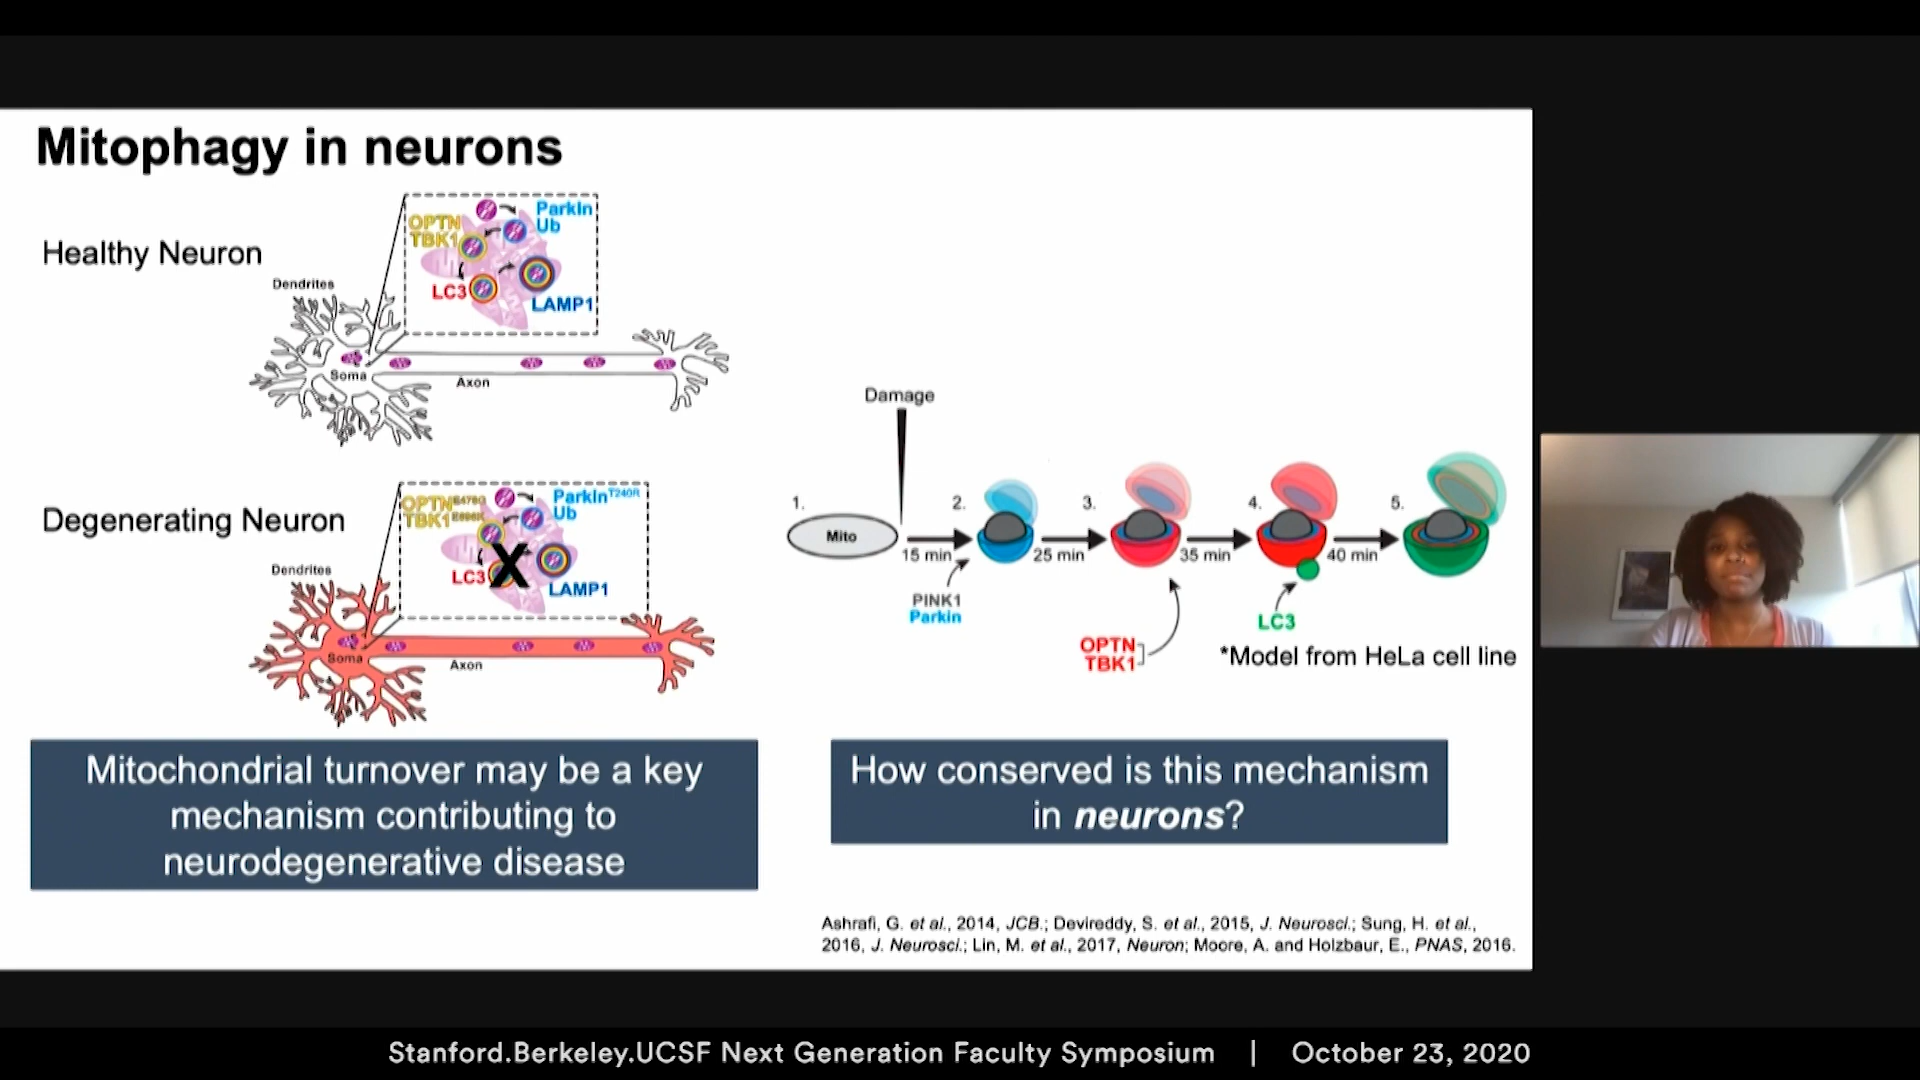 Mitophagy in neurons
Healthy Neuron
OPTN
TBK1
Parkin
Ub
LC3
LAMP1
Dendrites
Soma
Axon
Degenerating Neuron
OPTN
TBK1
ParkinT240R
Ub
LC3
X
LAMP1
Dendrites
Soma
Axon
Mitochondrial turnover may be a key
mechanism contributing to
neurodegenerative disease
Damage
1.
2.
3.
4.
5.
Mito
15 min
25 min
35 min
40 min
PINK1
Parkin
OPTN
TBK1
LC3
*Model from HeLa cell line
How conserved is this mechanism
in neurons?
Ashrafi, G. et al., 2014, JCB.; Devireddy, S. et al., 2015, J. Neurosci.; Sung, H. et al.,
2016, J. Neurosci.; Lin, M. et al., 2017, Neuron; Moore, A. and Holzbaur, E., PNAS, 2016.
Stanford.Berkeley.UCSF Next Generation Faculty Symposium | October 23, 2020